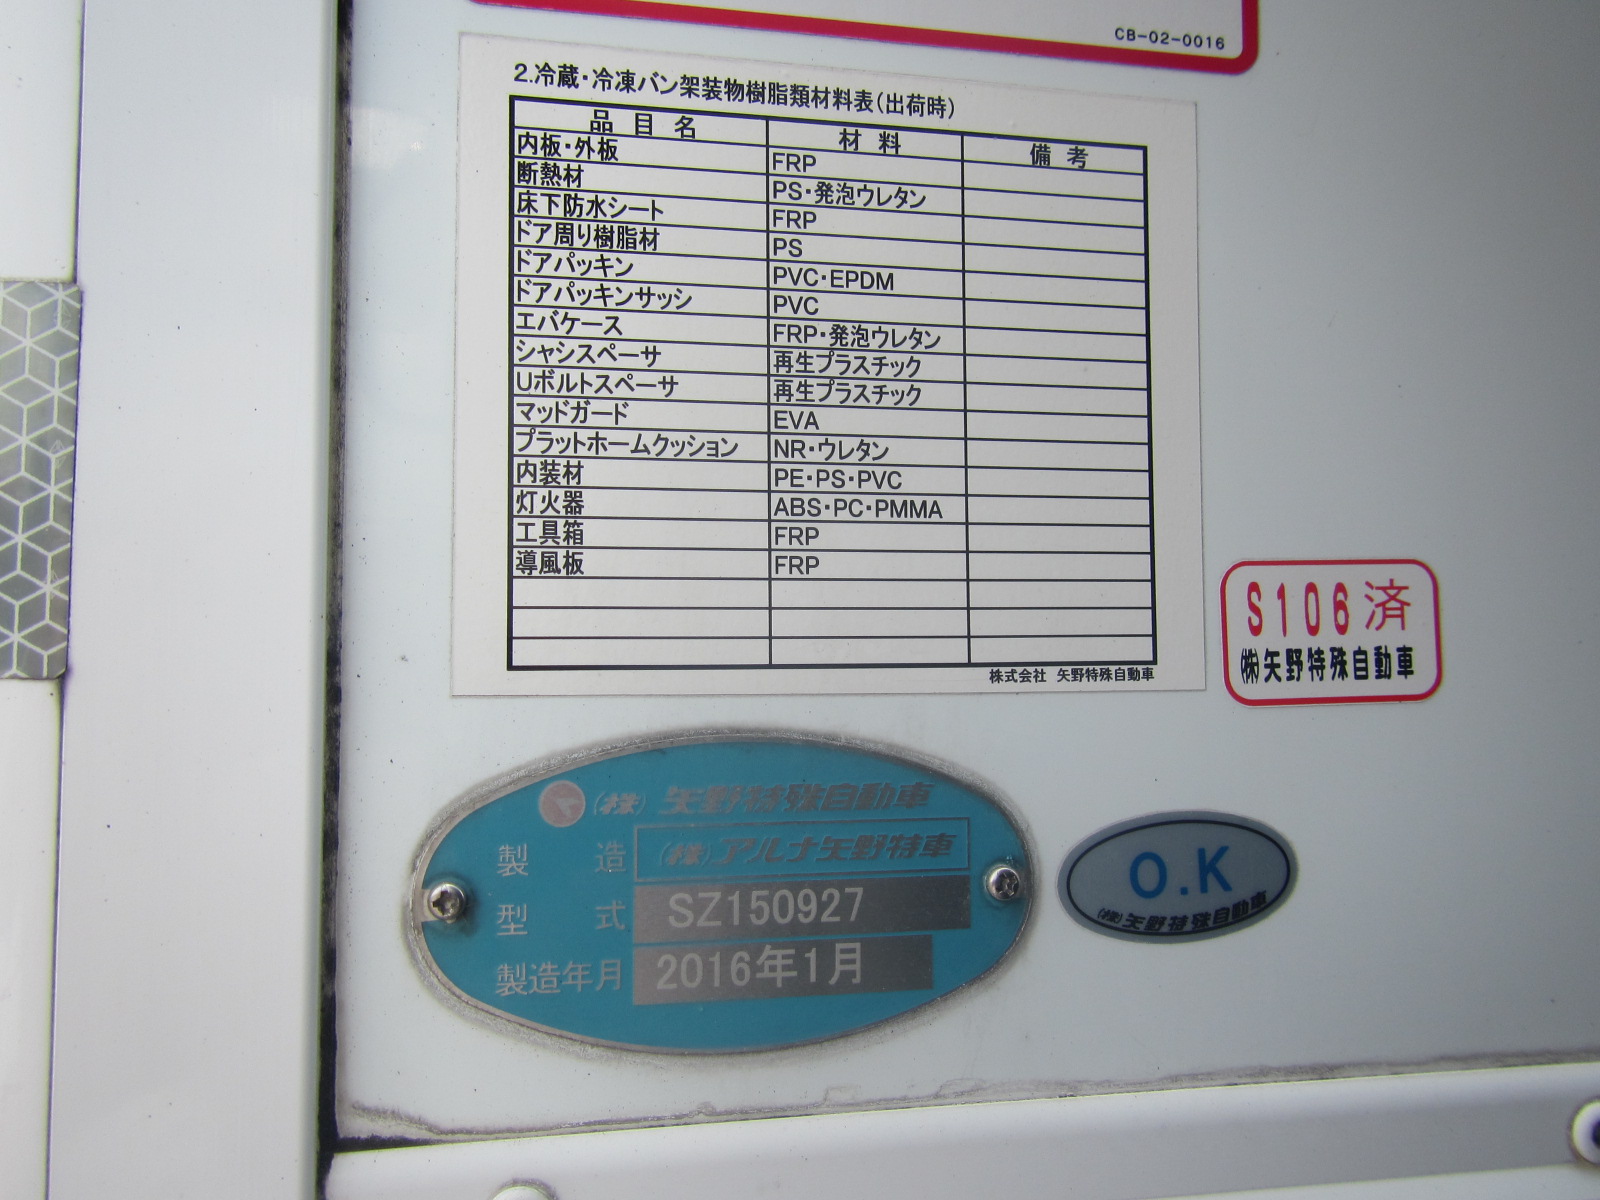 CB-02-0016
2.冷蔵・冷凍バン架装物樹脂類材料表(出荷時)
品 目 名 材 料 備 考
内板・外板 FRP
断熱材 PS・発泡ウレタン
床下防水シート FRP
ドア周り樹脂材 PS
ドアパッキン PVC・EPDM
ドアパッキンサッシ PVC
エバケース FRP・発泡ウレタン
シャシスペーサ 再生プラスチック
Uボルトスペーサ 再生プラスチック
マッドガード EVA
プラットホームクッション NR・ウレタン
内装材 PE・PS・PVC
灯火器 ABS・PC・PMMA
工具箱 FRP
導風板 FRP
株式会社 矢野特殊自動車
S106済
(株)矢野特殊自動車
(株)矢野特殊自動車
製造 (株)アルナ矢野特車
型式 SZ150927
製造年月 2016年1月
O.K
(株)矢野特殊自動車